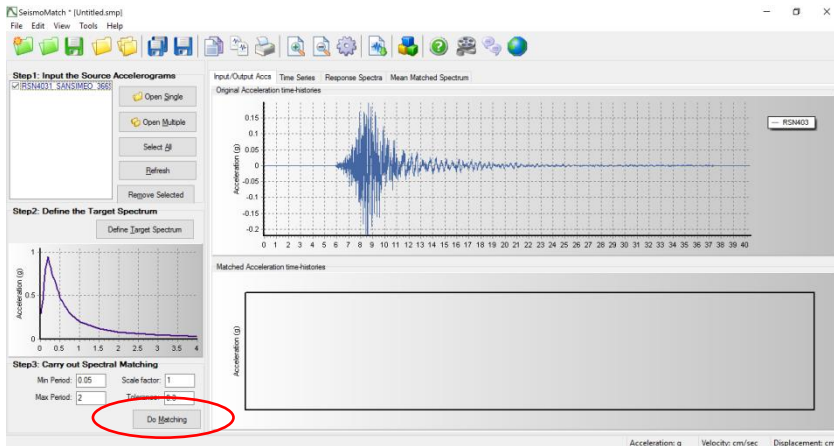 SeismoMatch * [Untitled.smp]
File Edit View Tools Help
Step1: Input the Source Accelerograms
RSN4031_SANSIMEO_366
Open Single
Open Multiple
Select All
Refresh
Remove Selected
Step2: Define the Target Spectrum
Define Target Spectrum
Acceleration (g)
1
0.5
0
0 0.5 1 1.5 2 2.5 3 3.5 4
Step3: Carry out Spectral Matching
Min Period: 0.05 Scale factor: 1
Max Period: 2 Tolerance:
Do Matching
Input/Output Accs Time Series Response Spectra Mean Matched Spectrum
Original Acceleration time-histories
Acceleration (g)
0.15
0.1
0.05
0
-0.05
-0.1
-0.15
-0.2
0 1 2 3 4 5 6 7 8 9 10 11 12 13 14 15 16 17 18 19 20 21 22 23 24 25 26 27 28 29 30 31 32 33 34 35 36 37 38 39 40
RSN403
Matched Acceleration time-histories
Acceleration (g)
Acceleration: g Velocity: cm/sec Displacement: cm